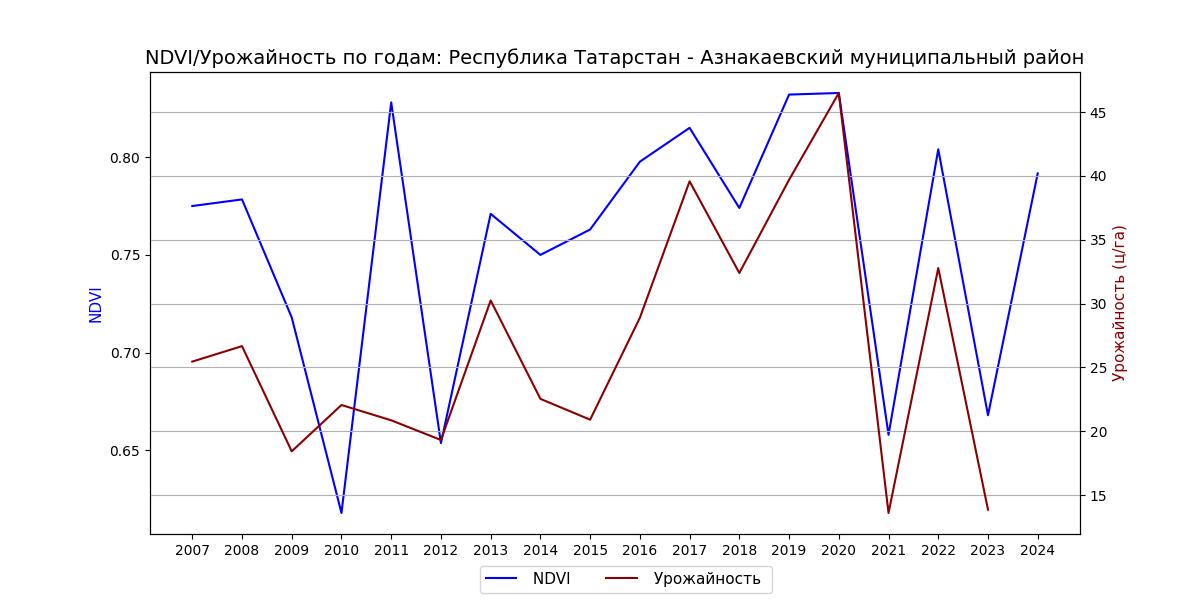 NDVI/Урожайность по годам: Республика Татарстан - Азнакаевский муниципальный район
0.80
0.75
0.70
0.65
NDVI
45
40
35
30
25
20
15
Урожайность (ц/га)
2007 2008 2009 2010 2011 2012 2013 2014 2015 2016 2017 2018 2019 2020 2021 2022 2023 2024
NDVI Урожайность